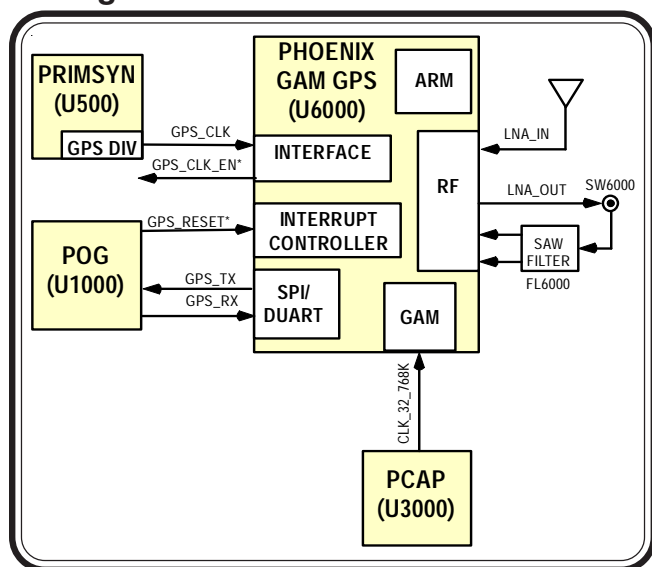 PRIMSYN
(U500)
GPS DIV
GPS_CLK
GPS_CLK_EN*
PHOENIX
GAM GPS
(U6000)
ARM
INTERFACE
RF
LNA_IN
LNA_OUT
SW6000
SAW
FILTER
FL6000
POG
(U1000)
GPS_RESET*
INTERRUPT
CONTROLLER
GPS_TX
GPS_RX
SPI/
DUART
GAM
CLK_32_768K
PCAP
(U3000)